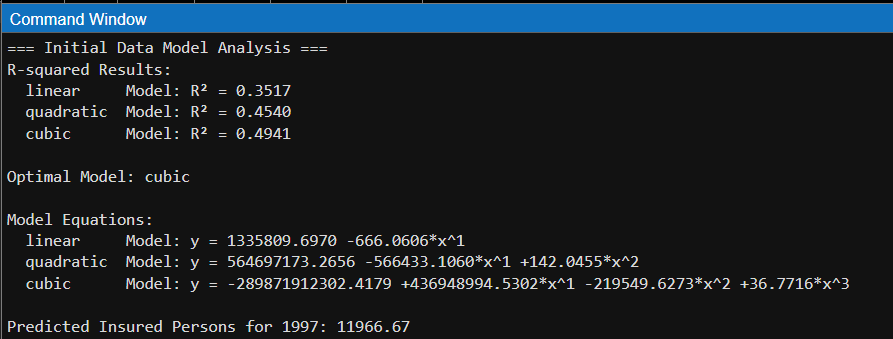 Command Window
=== Initial Data Model Analysis ===
R-squared Results:
linear Model: R² = 0.3517
quadratic Model: R² = 0.4540
cubic Model: R² = 0.4941
Optimal Model: cubic
Model Equations:
linear Model: y = 1335809.6970 -666.0606*x^1
quadratic Model: y = 564697173.2656 -566433.1060*x^1 +142.0455*x^2
cubic Model: y = -289871912302.4179 +436948994.5302*x^1 -219549.6273*x^2 +36.7716*x^3
Predicted Insured Persons for 1997: 11966.67